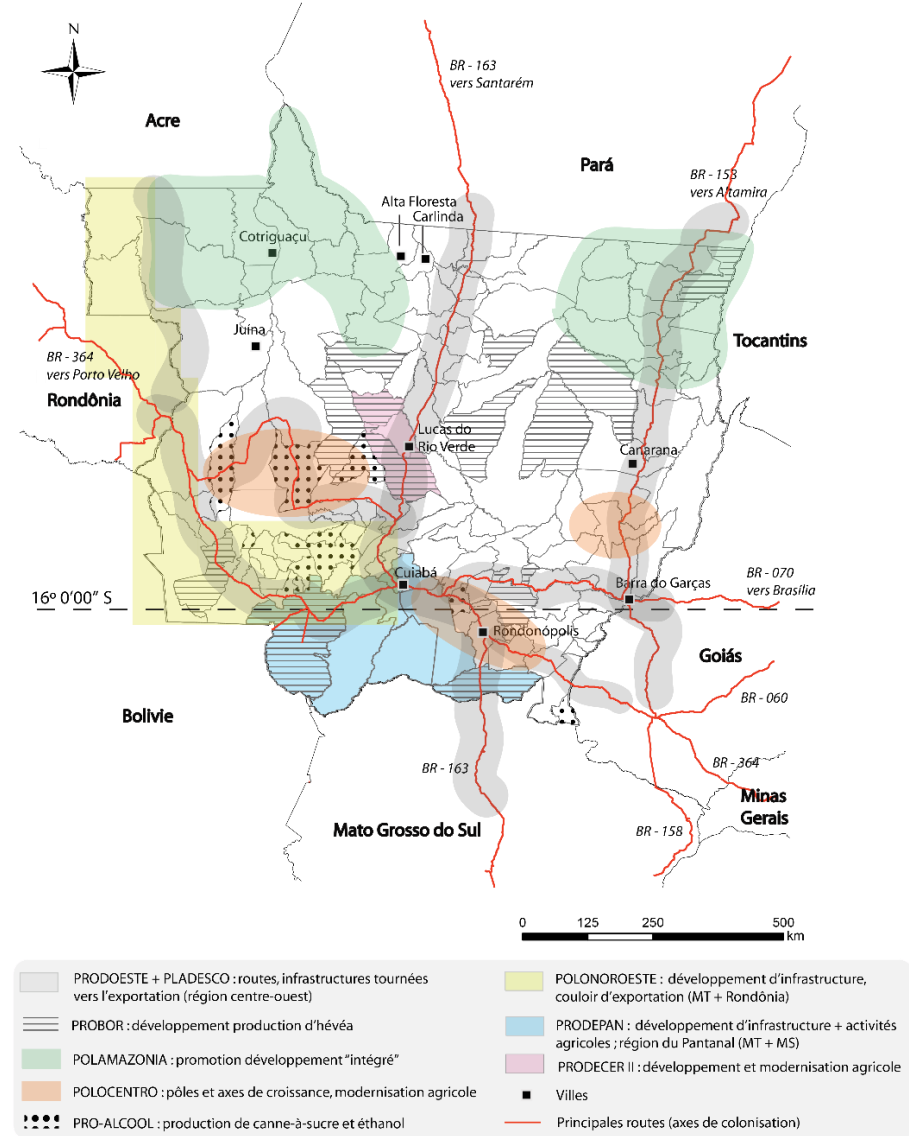 N
BR - 163
vers Santarém
Acre
Pará
BR - 153
vers Altamira
Alta Floresta
Carlinda
Cotriguaçu
Juína
Tocantins
BR - 364
vers Porto Velho
Rondônia
Lucas do
Rio Verde
Canarana
Cuiabá
Barra do Garças
BR - 070
vers Brasília
16º 0’00” S
Rondonópolis
Goiás
Bolivie
BR - 060
BR - 163
BR - 364
Minas
Gerais
Mato Grosso do Sul
BR - 158
0 125 250 500
km
PRODOESTE + PLADESCO : routes, infrastructures tournées
vers l’exportation (région centre-ouest)
PROBOR : développement production d’hévéa
POLAMAZONIA : promotion développement “intégré”
POLOCENTRO : pôles et axes de croissance, modernisation agricole
PRO-ALCOOL : production de canne-à-sucre et éthanol
POLONOROESTE : développement d’infrastructure,
couloir d’exportation (MT + Rondônia)
PRODEPAN : développement d’infrastructure + activités
agricoles ; région du Pantanal (MT + MS)
PRODECER II : développement et modernisation agricole
Villes
Principales routes (axes de colonisation)